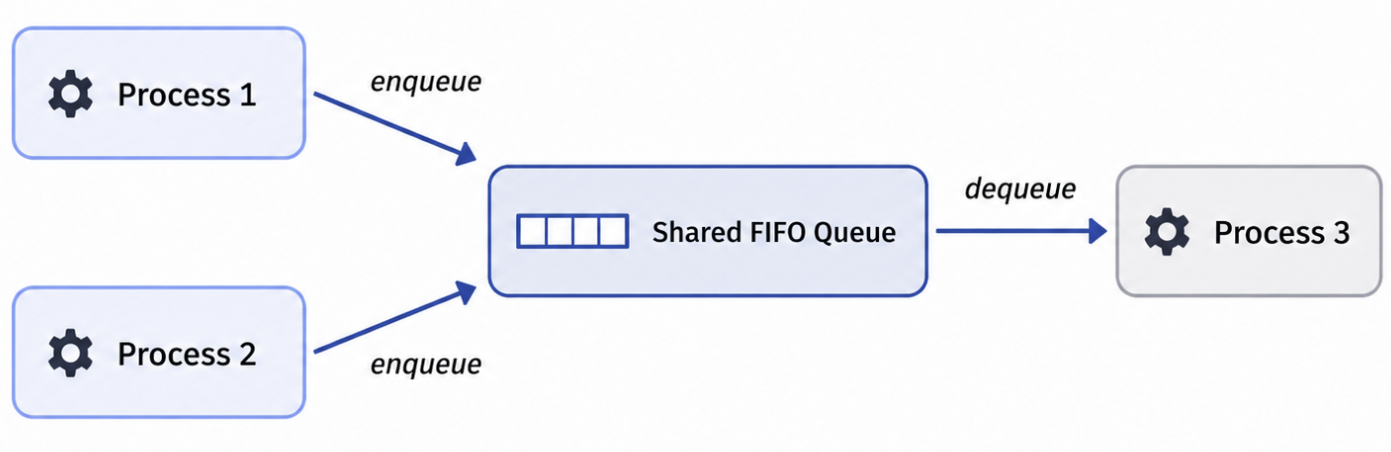 Process 1
enqueue
Shared FIFO Queue
dequeue
Process 3
Process 2
enqueue